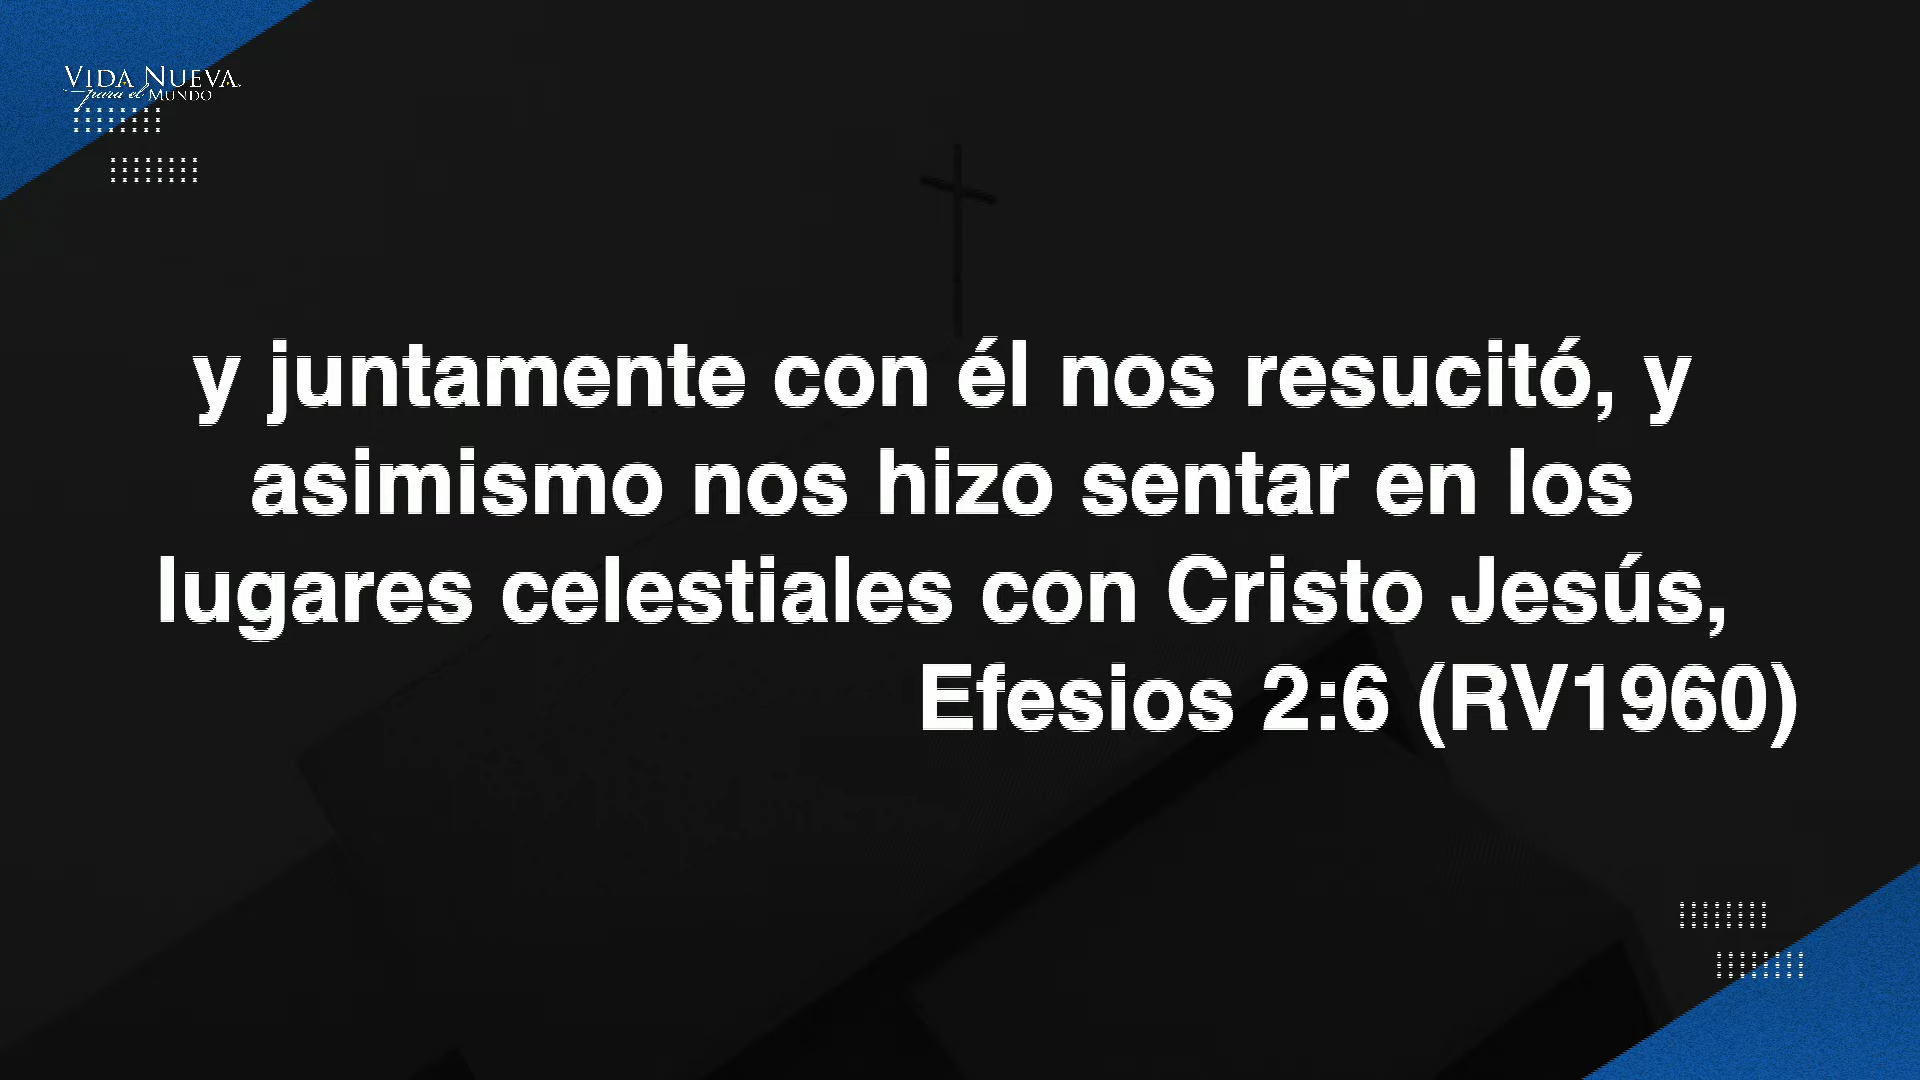 VIDA NUEVA
para el MUNDO
y juntamente con él nos resucitó, y
asimismo nos hizo sentar en los
lugares celestiales con Cristo Jesús,
Efesios 2:6 (RV1960)